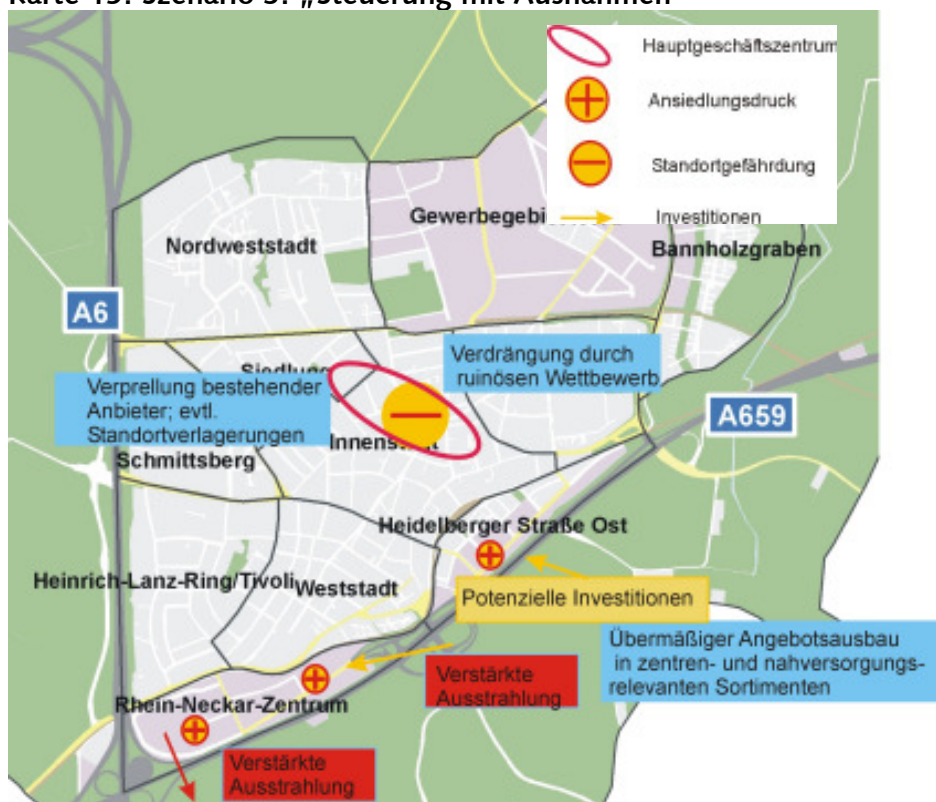 Karte Szenario „Steuerung mit Ausnahmen“
Hauptgeschäftszentrum
Ansiedlungsdruck
Standortgefährdung
Investitionen
Gewerbegebi
Nordweststadt
Bannholzgraben
A6
Siedlung
Verdrängung durch
ruinösen Wettbewerb
Verprellung bestehender
Anbieter; evtl.
Standortverlagerungen
A659
Innenstadt
Schmittsberg
Heidelberger Straße Ost
Heinrich-Lanz-Ring/Tivoli
Weststadt
Potenzielle Investitionen
Übermäßiger Angebotsausbau
in zentren- und nahversorgungs-
relevanten Sortimenten
Verstärkte
Ausstrahlung
Rhein-Neckar-Zentrum
Verstärkte
Ausstrahlung